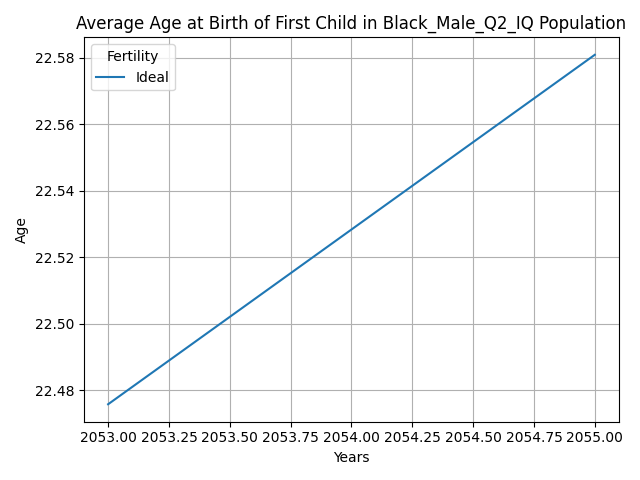 Average Age at Birth of First Child in Black_Male_Q2_IQ Population
Fertility
Ideal
Age
22.58
22.56
22.54
22.52
22.50
22.48
2053.00 2053.25 2053.50 2053.75 2054.00 2054.25 2054.50 2054.75 2055.00
Years